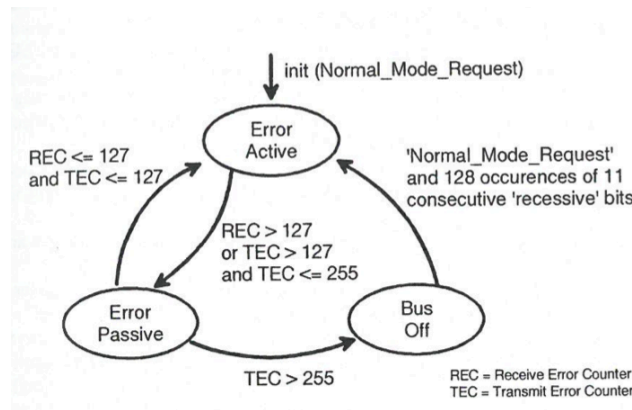 init (Normal_Mode_Request)
Error
Active
REC <= 127
and TEC <= 127
'Normal_Mode_Request'
and 128 occurences of 11
consecutive 'recessive' bits
REC > 127
or TEC > 127
and TEC <= 255
Error
Passive
Bus
Off
TEC > 255
REC = Receive Error Counter
TEC = Transmit Error Counter